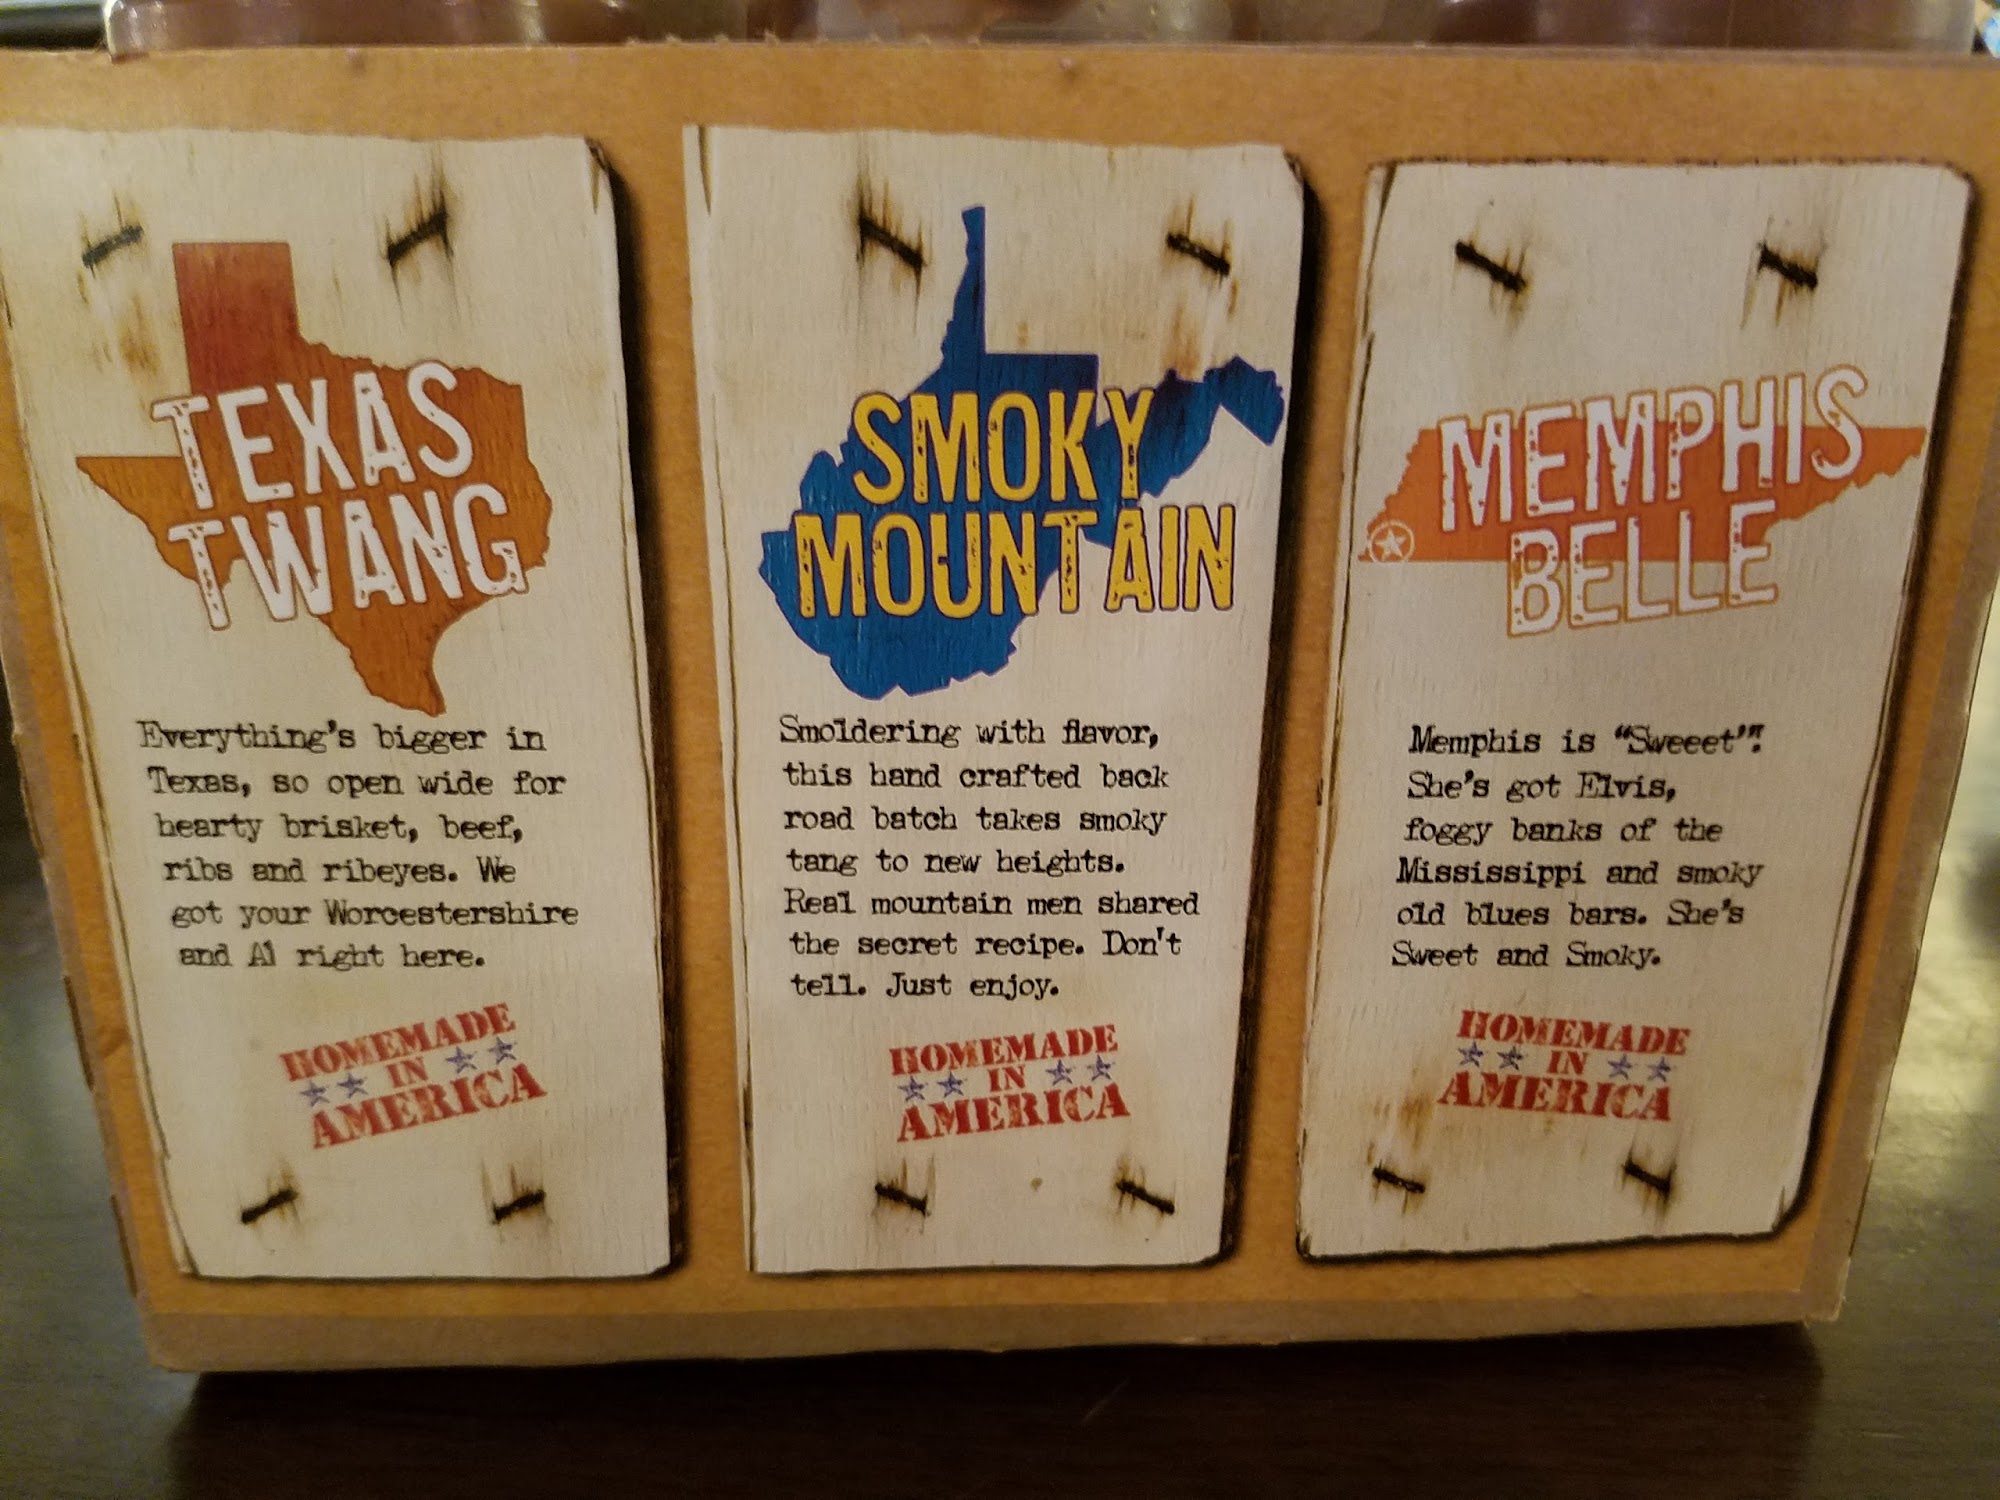 TEXAS
TWANG
Everything's bigger in
Texas, so open wide for
hearty brisket, beef,
ribs and ribeyes. We
got your Worcestershire
and A1 right here.
HOMEMADE
IN
AMERICA
SMOKY
MOUNTAIN
Smoldering with flavor,
this hand crafted back
road batch takes smoky
tang to new heights.
Real mountain men shared
the secret recipe. Don't
tell. Just enjoy.
HOMEMADE
IN
AMERICA
MEMPHIS
BELLE
Memphis is "Sweeet"!
She's got Elvis,
foggy banks of the
Mississippi and smoky
old blues bars. She's
Sweet and Smoky.
HOMEMADE
IN
AMERICA